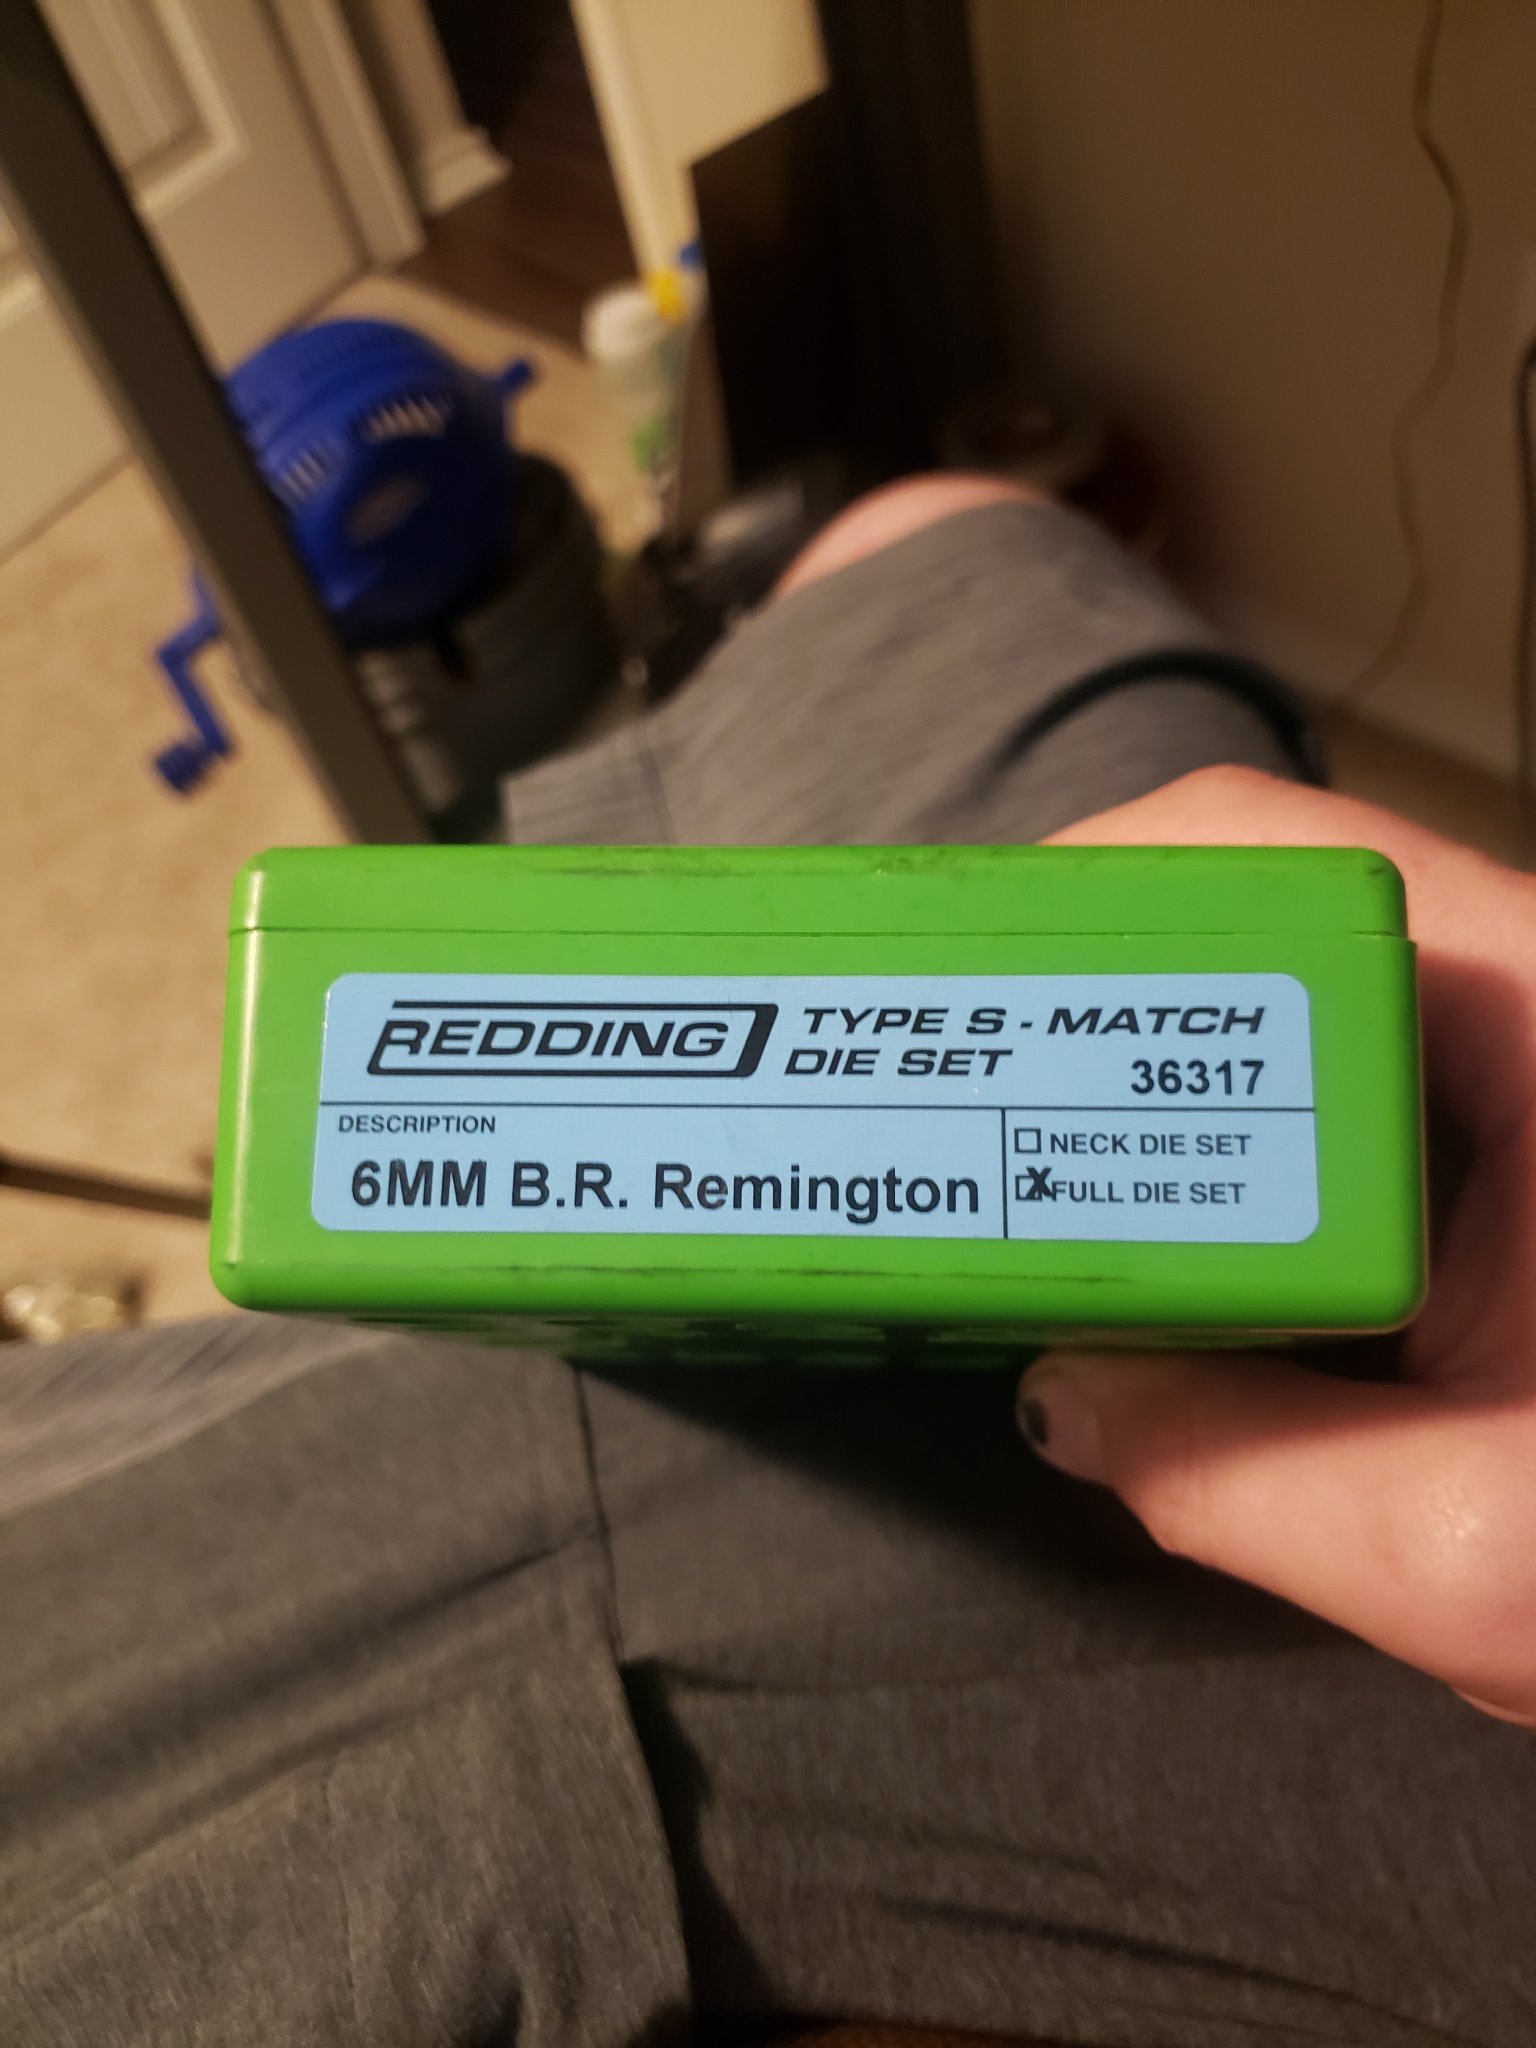 REDDING TYPE S - MATCH
DIE SET
36317
DESCRIPTION
6MM B.R. Remington
NECK DIE SET
X FULL DIE SET